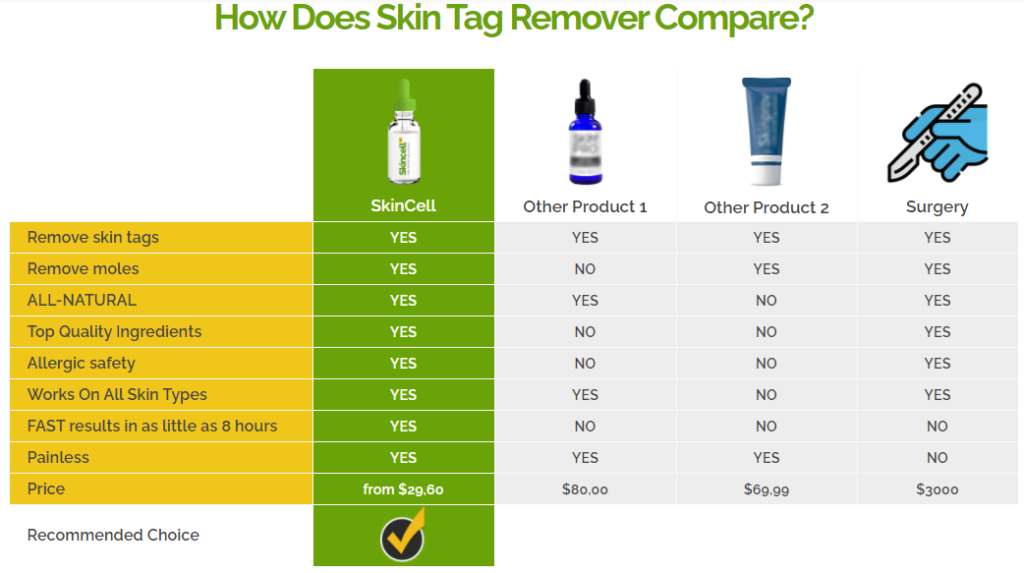 How Does Skin Tag Remover Compare?
Skincell
SKIN
PRO
SkinApeel
SkinCell Other Product 1 Other Product 2 Surgery
Remove skin tags YES YES YES YES
Remove moles YES NO YES YES
ALL-NATURAL YES YES NO YES
Top Quality Ingredients YES NO NO YES
Allergic safety YES NO NO YES
Works On All Skin Types YES YES NO YES
FAST results in as little as 8 hours YES NO NO NO
Painless YES YES YES NO
Price from $29,60 $80,00 $69,99 $3000
Recommended Choice